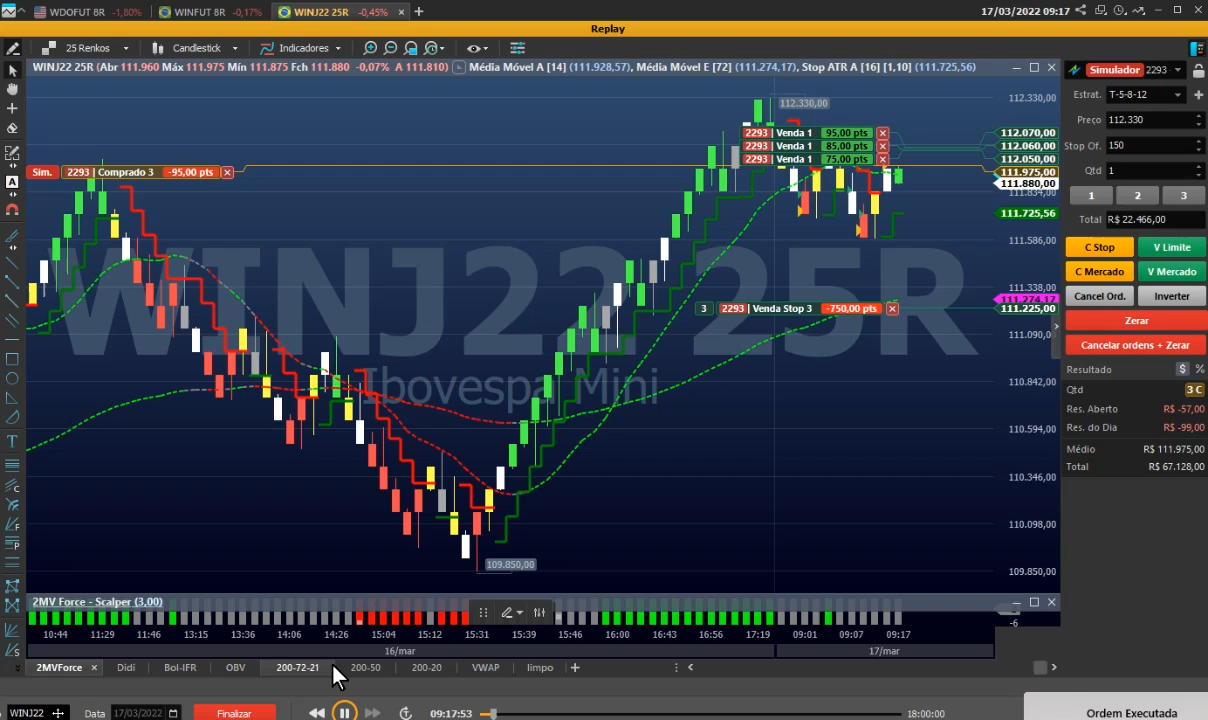 WDOFUT 8R -1,80% WINFUT 8R -0,17% WINJ22 25R -0,45% × + 17/03/2022 09:17
Replay
25 Renkos Candlestick Indicadores
WINJ22 25R (Abr 111.960 Máx 111.975 Mín 111.875 Fch 111.880 -0,07% A 111.810) Média Móvel A [14] (111.928,57), Média Móvel E [72] (111.274,17), Stop ATR A [16] [1,10] (111.725,56)
WINJ22 25R
Ibovespa Mini
112.330,00
2293 | Venda 1 95,00 pts
2293 | Venda 1 85,00 pts
2293 | Venda 1 75,00 pts
Sim. 2293 | Comprado 3 -95,00 pts
3 2293 | Venda Stop 3 -750,00 pts
109.850,00
112.330,00
112.070,00
112.060,00
112.050,00
111.975,00
111.880,00
111.834,00
111.725,56
111.586,00
111.338,00
111.274,17
111.225,00
111.090,00
110.842,00
110.594,00
110.346,00
110.098,00
109.850,00
2MV Force - Scalper (3,00)
-6
10:44 11:29 11:46 13:15 13:36 14:06 14:26 15:04 15:12 15:31 15:39 15:46 16:00 16:43 16:56 17:19 09:01 09:07 09:17
16/mar 17/mar
2MVForce × Didi Bol-IFR OBV 200-72-21 200-50 200-20 VWAP limpo +
WINJ22 Data 17/03/2022 Finalizar 09:17:53 18:00:00
Simulador 2293
Estrat. T-5-8-12
Preço 112.330
Stop Of. 150
Qtd 1
1 2 3
Total R$ 22.466,00
C Stop V Limite
C Mercado V Mercado
Cancel Ord. Inverter
Zerar
Cancelar ordens + Zerar
Resultado $ %
Qtd 3 C
Res. Aberto R$ -57,00
Res. do Dia R$ -99,00
Médio R$ 111.975,00
Total R$ 67.128,00
Ordem Executada